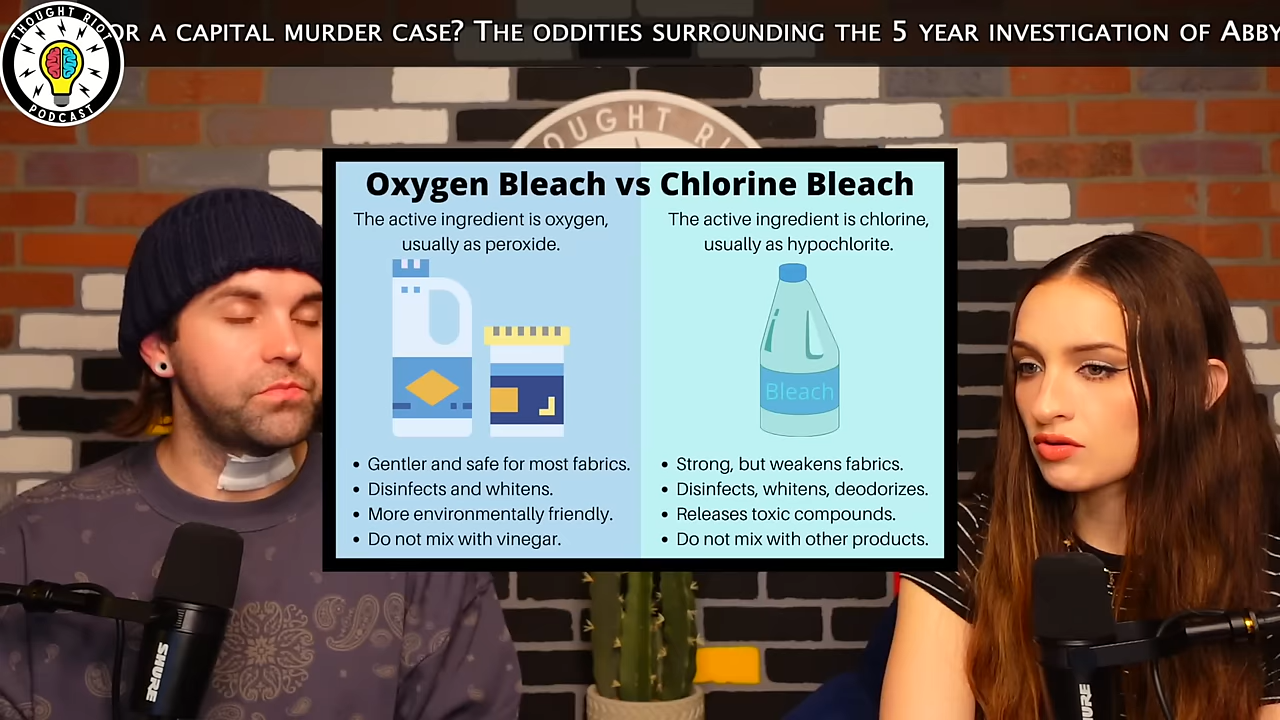 THOUGHT RIOT
PODCAST
OR A CAPITAL MURDER CASE? THE ODDITIES SURROUNDING THE 5 YEAR INVESTIGATION OF ABBY
OUGHT RI
Oxygen Bleach vs Chlorine Bleach
The active ingredient is oxygen,
usually as peroxide.
The active ingredient is chlorine,
usually as hypochlorite.
Bleach
• Gentler and safe for most fabrics.
• Disinfects and whitens.
• More environmentally friendly.
• Do not mix with vinegar.
• Strong, but weakens fabrics.
• Disinfects, whitens, deodorizes.
• Releases toxic compounds.
• Do not mix with other products.
SHURE
URE